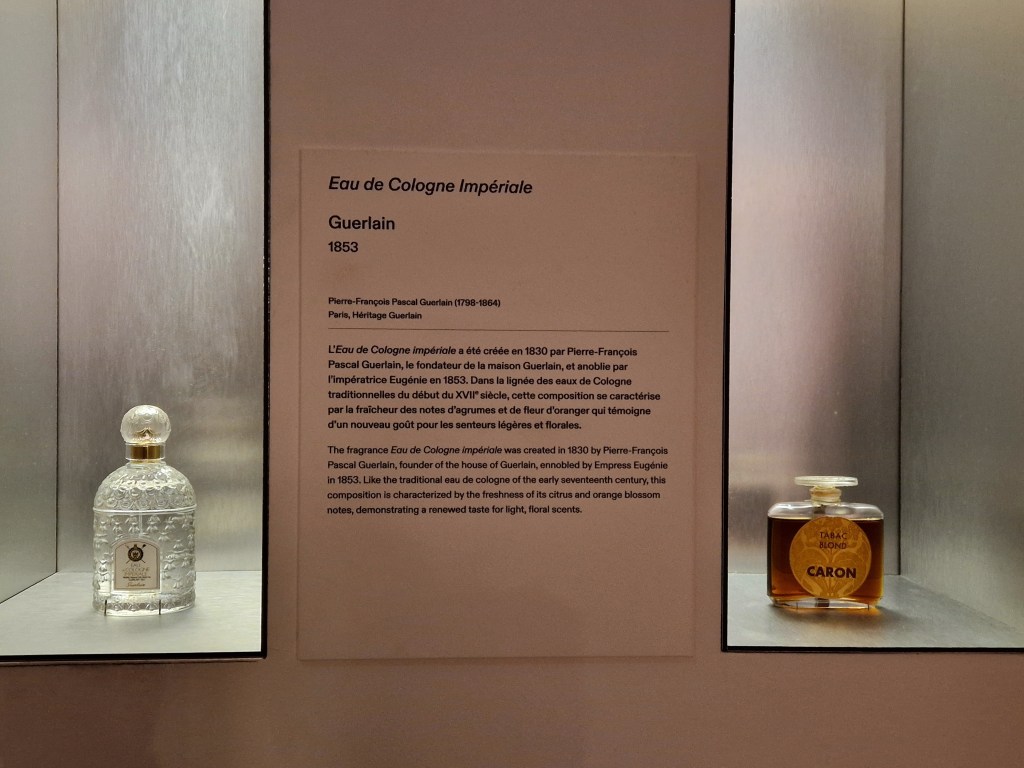 Eau de Cologne Impériale
Guerlain
1853
Pierre-François Pascal Guerlain (1798-1864)
Paris, Héritage Guerlain
L'Eau de Cologne impériale a été créée en 1830 par Pierre-François
Pascal Guerlain, le fondateur de la maison Guerlain, et anoblie par
l'impératrice Eugénie en 1853. Dans la lignée des eaux de Cologne
traditionnelles du début du XVIIe siècle, cette composition se caractérise
par la fraîcheur des notes d'agrumes et de fleur d'oranger qui témoigne
d'un nouveau goût pour les senteurs légères et florales.
The fragrance Eau de Cologne impériale was created in 1830 by Pierre-François
Pascal Guerlain, founder of the house of Guerlain, ennobled by Empress Eugénie
in 1853. Like the traditional eau de cologne of the early seventeenth century, this
composition is characterized by the freshness of its citrus and orange blossom
notes, demonstrating a renewed taste for light, floral scents.
EAU
DE COLOGNE
IMPERIALE
Guerlain
TABAC
BLOND
CARON